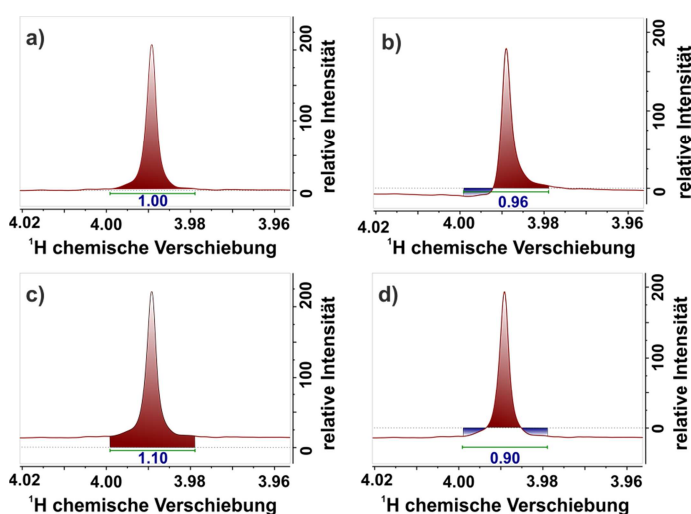 a)
200
100
0
relative Intensität
1.00
4.02 4.00 3.98 3.96
¹H chemische Verschiebung
b)
200
100
0
relative Intensität
0.96
4.02 4.00 3.98 3.96
¹H chemische Verschiebung
c)
200
100
0
relative Intensität
1.10
4.02 4.00 3.98 3.96
¹H chemische Verschiebung
d)
200
100
0
relative Intensität
0.90
4.02 4.00 3.98 3.96
¹H chemische Verschiebung